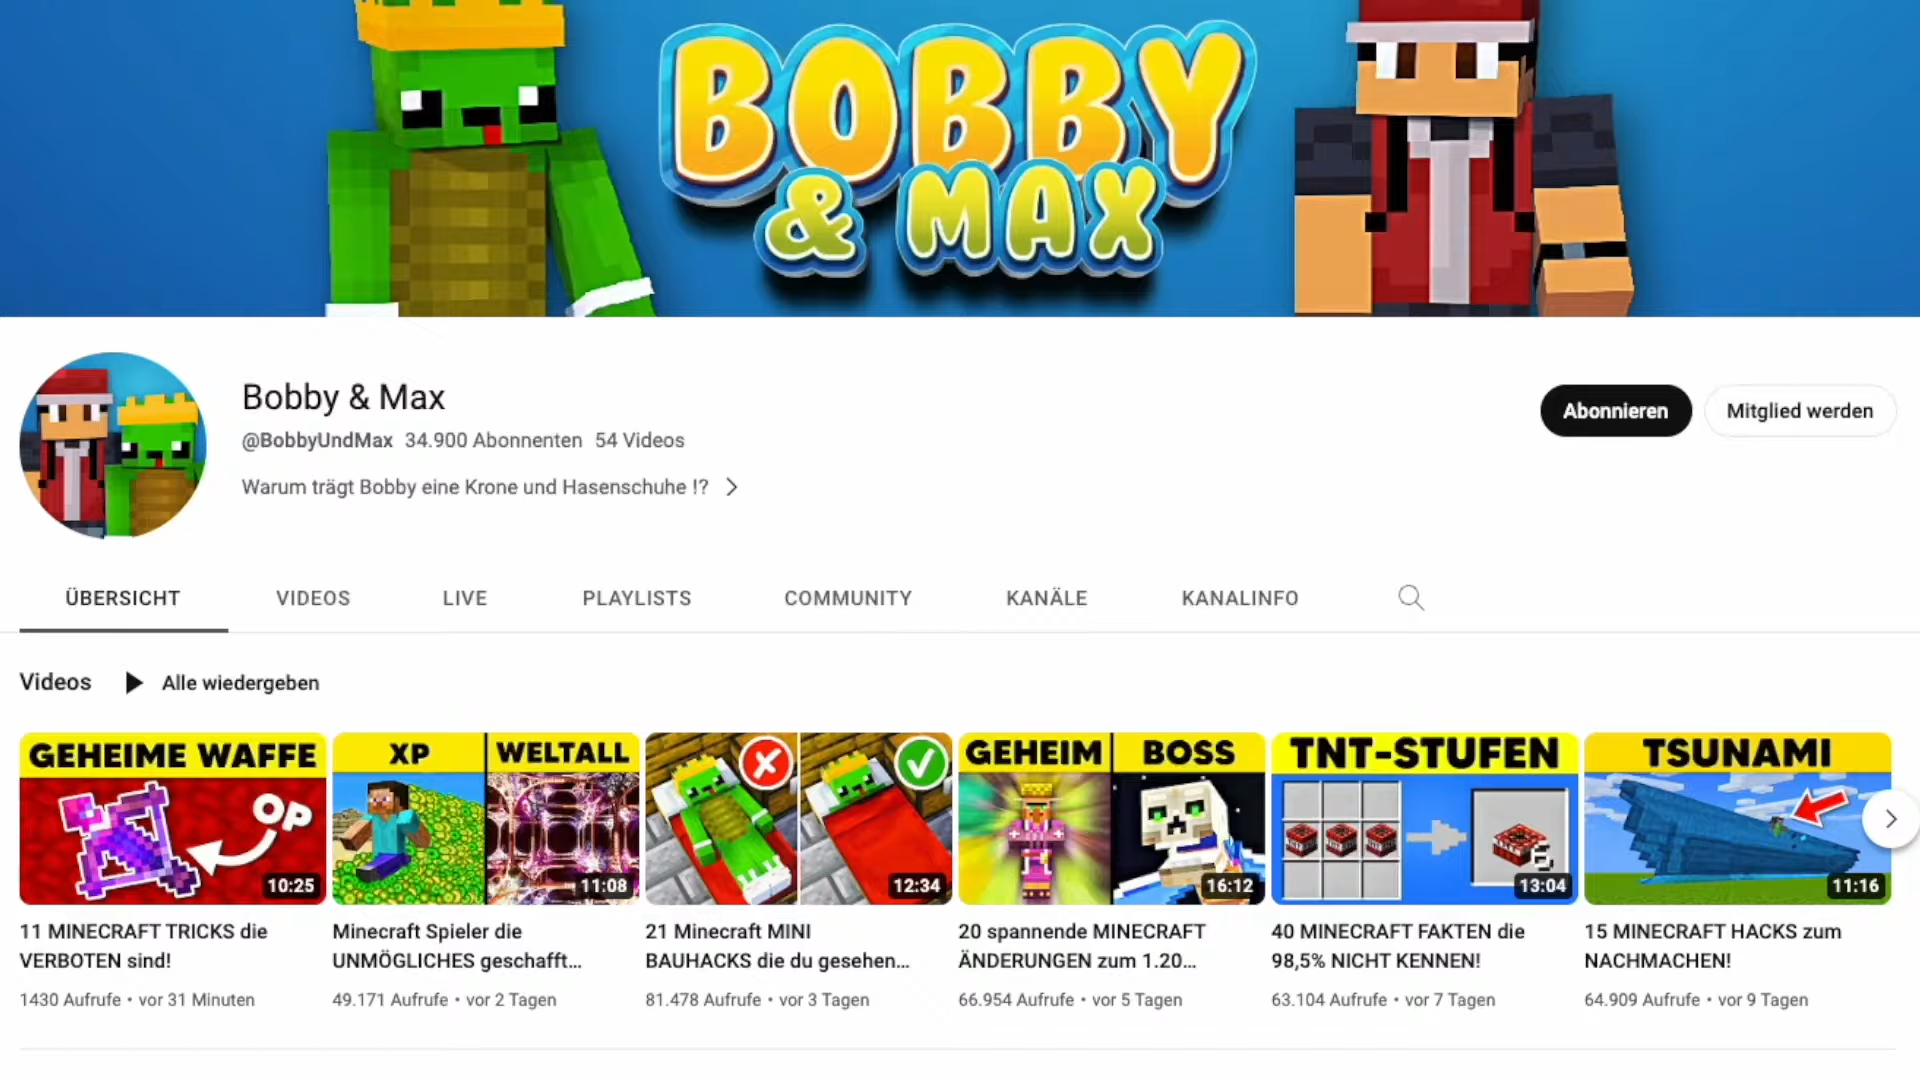 BOBBY
& MAX
Bobby & Max
@BobbyUndMax 34.900 Abonnenten 54 Videos
Warum trägt Bobby eine Krone und Hasenschuhe !?
Abonnieren
Mitglied werden
ÜBERSICHT
VIDEOS
LIVE
PLAYLISTS
COMMUNITY
KANÄLE
KANALINFO
Videos
Alle wiedergeben
GEHEIME WAFFE
OP
10:25
11 MINECRAFT TRICKS die
VERBOTEN sind!
1430 Aufrufe • vor 31 Minuten
XP
WELTALL
11:08
Minecraft Spieler die
UNMÖGLICHES geschafft...
49.171 Aufrufe • vor 2 Tagen
12:34
21 Minecraft MINI
BAUHACKS die du gesehen...
81.478 Aufrufe • vor 3 Tagen
GEHEIM
BOSS
16:12
20 spannende MINECRAFT
ÄNDERUNGEN zum 1.20...
66.954 Aufrufe • vor 5 Tagen
TNT-STUFEN
13:04
40 MINECRAFT FAKTEN die
98,5% NICHT KENNEN!
63.104 Aufrufe • vor 7 Tagen
TSUNAMI
11:16
15 MINECRAFT HACKS zum
NACHMACHEN!
64.909 Aufrufe • vor 9 Tagen